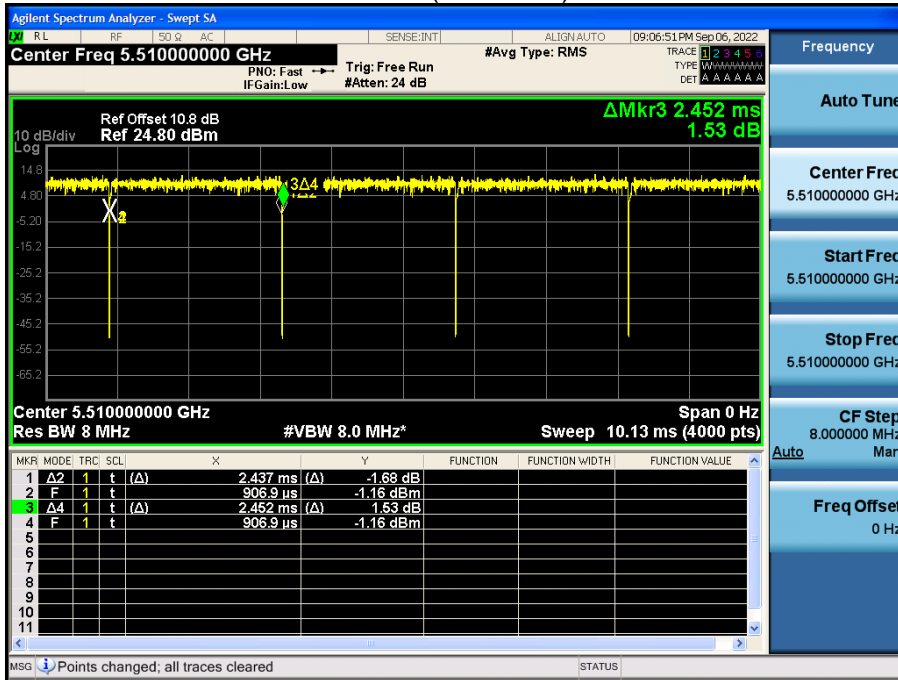 Agilent Spectrum Analyzer - Swept SA
LXI RL RF 50 Ω AC SENSE:INT ALIGN AUTO 09:06:51 PM Sep 06, 2022
Center Freq 5.510000000 GHz
PNO: Fast
IFGain:Low
Trig: Free Run
#Atten: 24 dB
#Avg Type: RMS
TRACE 1 2 3 4 5 6
TYPE WWWWWW
DET A A A A A A
Frequency
Auto Tune
Center Freq
5.510000000 GHz
Start Freq
5.510000000 GHz
Stop Freq
5.510000000 GHz
CF Step
8.000000 MHz
Auto Man
Freq Offset
0 Hz
ΔMkr3 2.452 ms
1.53 dB
Ref Offset 10.8 dB
10 dB/div Ref 24.80 dBm
Log
14.8
4.80
-5.20
-15.2
-25.2
-35.2
-45.2
-55.2
-65.2
3Δ4
Center 5.510000000 GHz Span 0 Hz
Res BW 8 MHz #VBW 8.0 MHz* Sweep 10.13 ms (4000 pts)
MKR MODE TRC SCL X Y FUNCTION FUNCTION WIDTH FUNCTION VALUE
1 Δ2 1 t (Δ) 2.437 ms (Δ) -1.68 dB
2 F 1 t 906.9 µs -1.16 dBm
3 Δ4 1 t (Δ) 2.452 ms (Δ) 1.53 dB
4 F 1 t 906.9 µs -1.16 dBm
5
6
7
8
9
10
11
MSG Points changed; all traces cleared STATUS